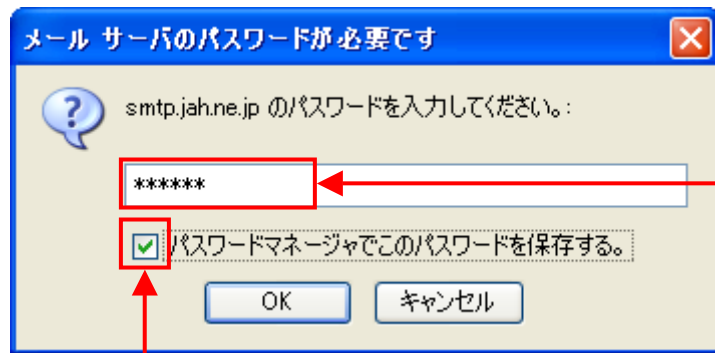 メール サーバのパスワードが必要です
smtp.jah.ne.jp のパスワードを入力してください。:
******
パスワードマネージャでこのパスワードを保存する。
OK
キャンセル